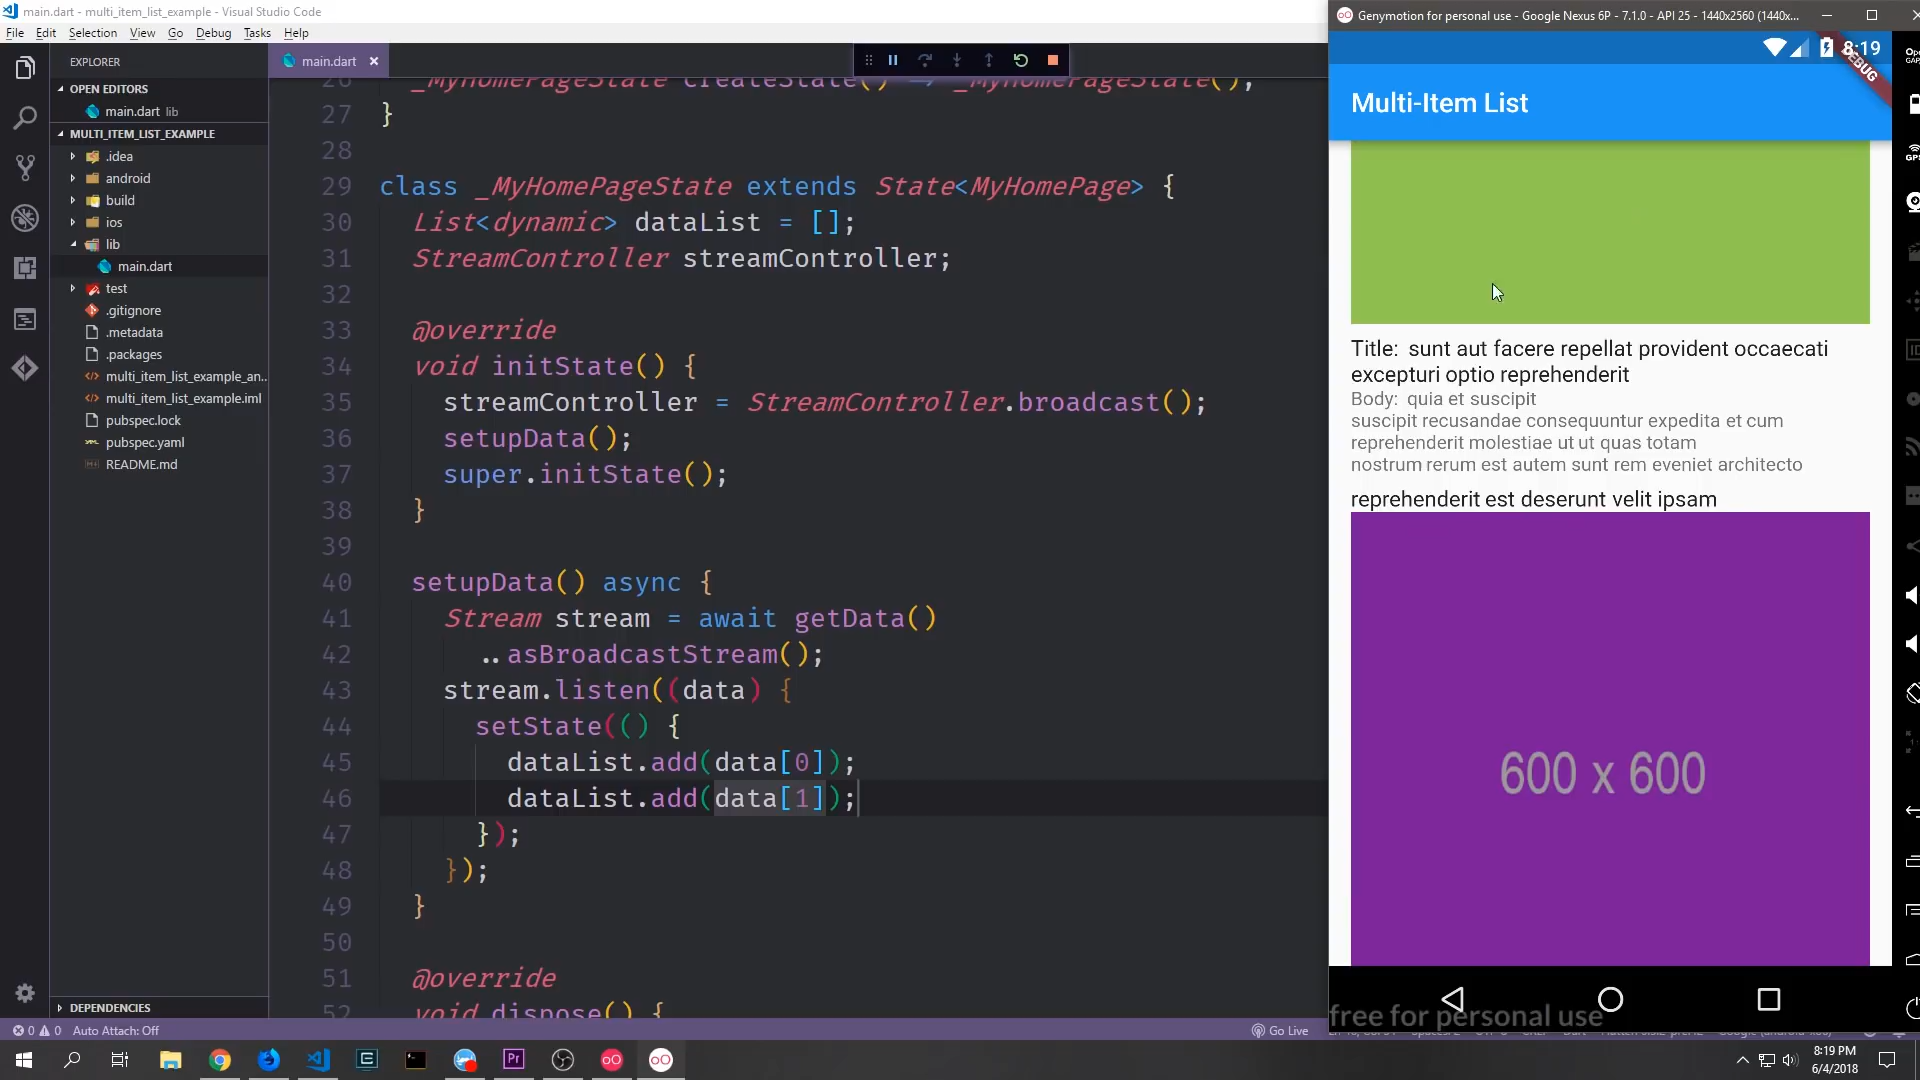 main.dart - multi_item_list_example - Visual Studio Code
File Edit Selection View Go Debug Tasks Help
EXPLORER
OPEN EDITORS
main.dart lib
MULTI_ITEM_LIST_EXAMPLE
.idea
android
build
ios
lib
main.dart
test
.gitignore
.metadata
.packages
multi_item_list_example_an..
multi_item_list_example.iml
pubspec.lock
pubspec.yaml
README.md
DEPENDENCIES
main.dart
26 _MyHomePageState createState() => _MyHomePageState();
27 }
28
29 class _MyHomePageState extends State<MyHomePage> {
30 List<dynamic> dataList = [];
31 StreamController streamController;
32
33 @override
34 void initState() {
35 streamController = StreamController.broadcast();
36 setupData();
37 super.initState();
38 }
39
40 setupData() async {
41 Stream stream = await getData()
42 ..asBroadcastStream();
43 stream.listen((data) {
44 setState(() {
45 dataList.add(data[0]);
46 dataList.add(data[1]);
47 });
48 });
49 }
50
51 @override
52 void dispose() {
0 0 Auto Attach: Off
Go Live
Genymotion for personal use - Google Nexus 6P - 7.1.0 - API 25 - 1440x2560 (1440x...
8:19
DEBUG
Multi-Item List
Title: sunt aut facere repellat provident occaecati
excepturi optio reprehenderit
Body: quia et suscipit
suscipit recusandae consequuntur expedita et cum
reprehenderit molestiae ut ut quas totam
nostrum rerum est autem sunt rem eveniet architecto
reprehenderit est deserunt velit ipsam
600 x 600
free for personal use
GPS
8:19 PM
6/4/2018